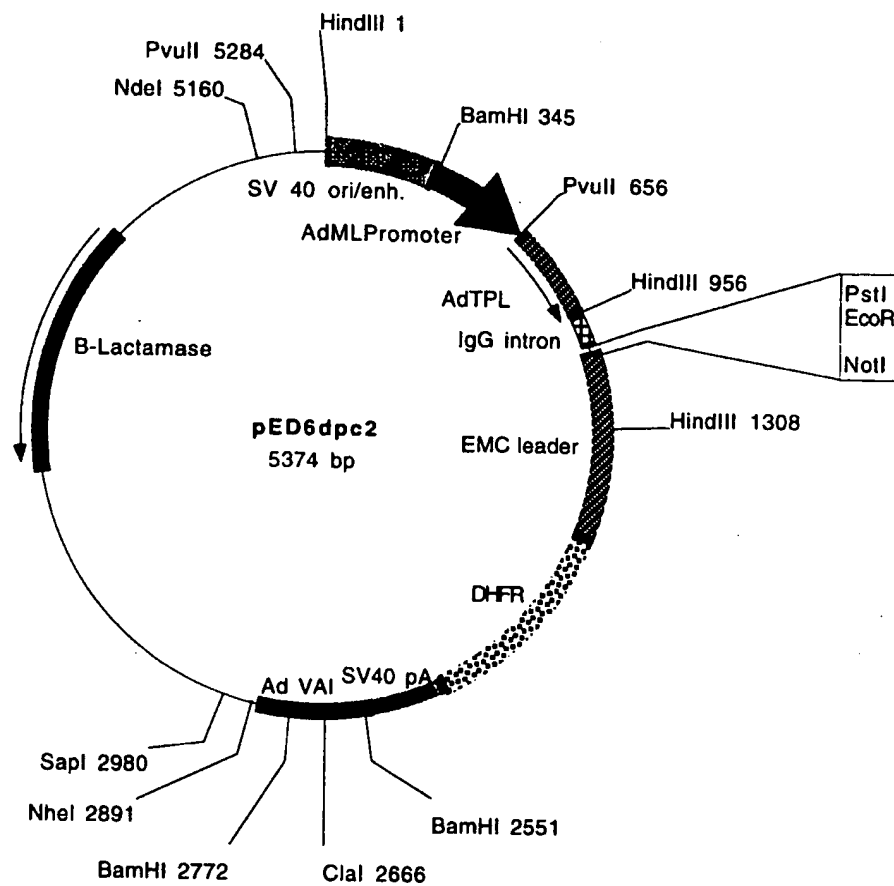 HindIII 1
PvuII 5284
NdeI 5160
BamHI 345
SV 40 ori/enh.
PvuII 656
AdMLPromoter
HindIII 956
AdTPL
PstI
EcoR
IgG intron
NotI
B-Lactamase
HindIII 1308
pED6dpc2
EMC leader
5374 bp
DHFR
SV40 pA
Ad VAI
SapI 2980
NheI 2891
BamHI 2551
BamHI 2772
ClaI 2666